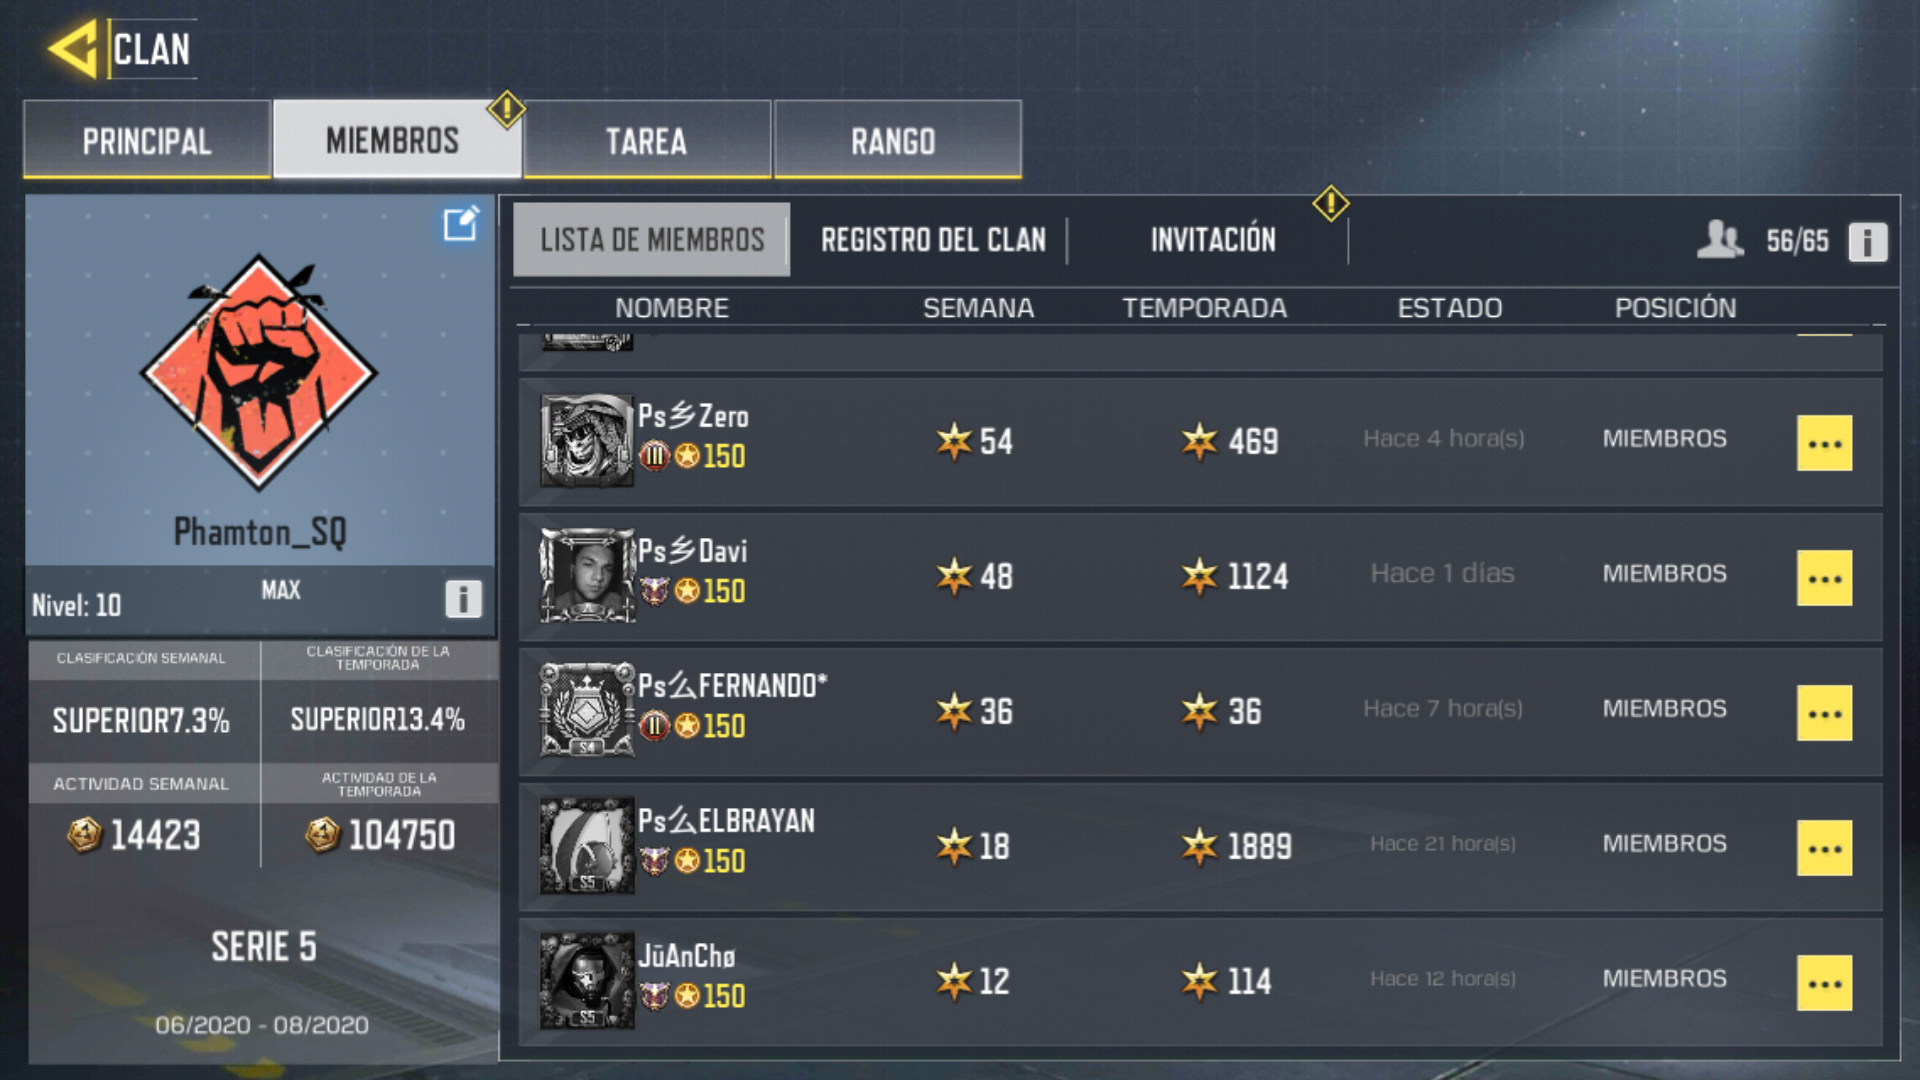 CLAN
PRINCIPAL
MIEMBROS
TAREA
RANGO
Phamton_SQ
Nivel: 10
MAX
CLASIFICACIÓN SEMANAL
CLASIFICACIÓN DE LA
TEMPORADA
SUPERIOR7.3%
SUPERIOR13.4%
ACTIVIDAD SEMANAL
ACTIVIDAD DE LA
TEMPORADA
14423
104750
SERIE 5
06/2020 - 08/2020
LISTA DE MIEMBROS
REGISTRO DEL CLAN
INVITACIÓN
56/65
NOMBRE
SEMANA
TEMPORADA
ESTADO
POSICIÓN
Ps乡Zero
III 150
54
469
Hace 4 hora(s)
MIEMBROS
Ps乡Davi
150
48
1124
Hace 1 días
MIEMBROS
S4
Ps么FERNANDO*
II 150
36
36
Hace 7 hora(s)
MIEMBROS
S5
Ps么ELBRAYAN
150
18
1889
Hace 21 hora(s)
MIEMBROS
S5
JūAnChø
150
12
114
Hace 12 hora(s)
MIEMBROS